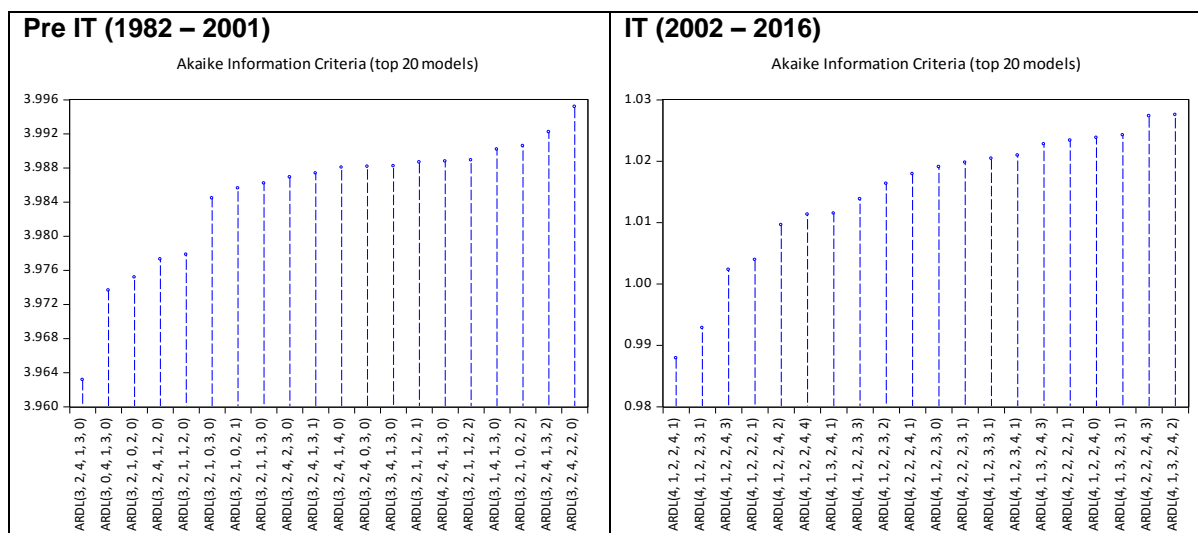 Pre IT (1982 – 2001)
Akaike Information Criteria (top 20 models)
3.996
3.992
3.988
3.984
3.980
3.976
3.972
3.968
3.964
3.960
ARDL(3, 2, 4, 1, 3, 0)
ARDL(3, 0, 4, 1, 3, 0)
ARDL(3, 2, 1, 0, 2, 0)
ARDL(3, 2, 4, 1, 2, 0)
ARDL(3, 2, 1, 1, 2, 0)
ARDL(3, 2, 1, 0, 3, 0)
ARDL(3, 2, 1, 0, 2, 1)
ARDL(3, 2, 1, 1, 3, 0)
ARDL(3, 2, 4, 2, 3, 0)
ARDL(3, 2, 4, 1, 3, 1)
ARDL(3, 2, 4, 1, 4, 0)
ARDL(3, 2, 4, 0, 3, 0)
ARDL(3, 3, 4, 1, 3, 0)
ARDL(3, 2, 1, 1, 2, 1)
ARDL(4, 2, 4, 1, 3, 0)
ARDL(3, 2, 1, 1, 2, 2)
ARDL(3, 1, 4, 1, 3, 0)
ARDL(3, 2, 1, 0, 2, 2)
ARDL(3, 2, 4, 1, 3, 2)
ARDL(3, 2, 4, 2, 2, 0)
IT (2002 – 2016)
Akaike Information Criteria (top 20 models)
1.03
1.02
1.01
1.00
0.99
0.98
ARDL(4, 1, 2, 2, 4, 1)
ARDL(4, 1, 2, 2, 3, 1)
ARDL(4, 1, 2, 2, 4, 3)
ARDL(4, 1, 2, 2, 2, 1)
ARDL(4, 1, 2, 2, 4, 2)
ARDL(4, 1, 2, 2, 4, 4)
ARDL(4, 1, 3, 2, 4, 1)
ARDL(4, 1, 2, 2, 3, 3)
ARDL(4, 1, 2, 2, 3, 2)
ARDL(4, 2, 2, 2, 4, 1)
ARDL(4, 1, 2, 2, 3, 0)
ARDL(4, 2, 2, 2, 3, 1)
ARDL(4, 1, 2, 3, 3, 1)
ARDL(4, 1, 2, 3, 4, 1)
ARDL(4, 1, 3, 2, 4, 3)
ARDL(4, 2, 2, 2, 2, 1)
ARDL(4, 1, 2, 2, 4, 0)
ARDL(4, 1, 3, 2, 3, 1)
ARDL(4, 2, 2, 2, 4, 3)
ARDL(4, 1, 3, 2, 4, 2)